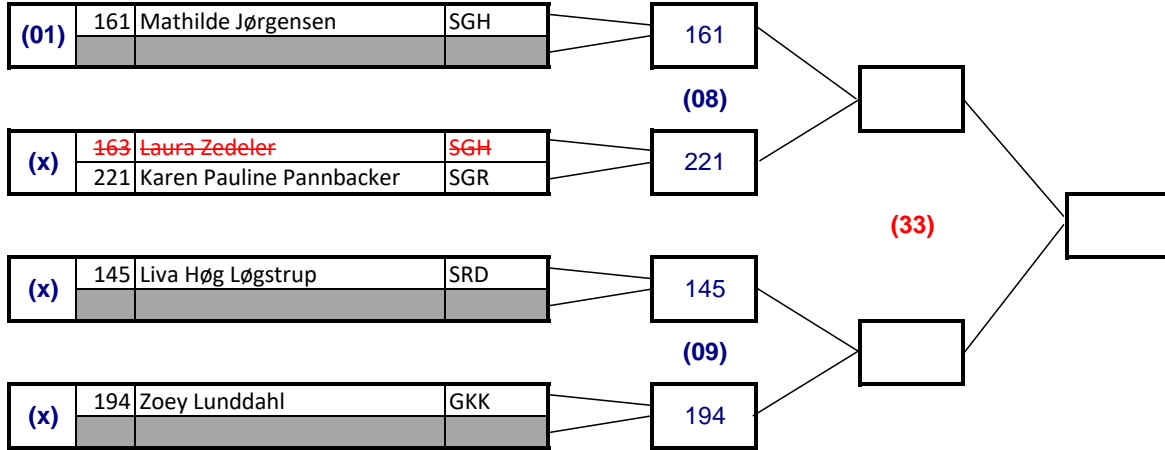 (01) 161 Mathilde Jørgensen SGH 161
(08)
(x) 163 Laura Zedeler SGH
221 Karen Pauline Pannbacker SGR 221
(33)
(x) 145 Liva Høg Løgstrup SRD 145
(09)
(x) 194 Zoey Lunddahl GKK 194